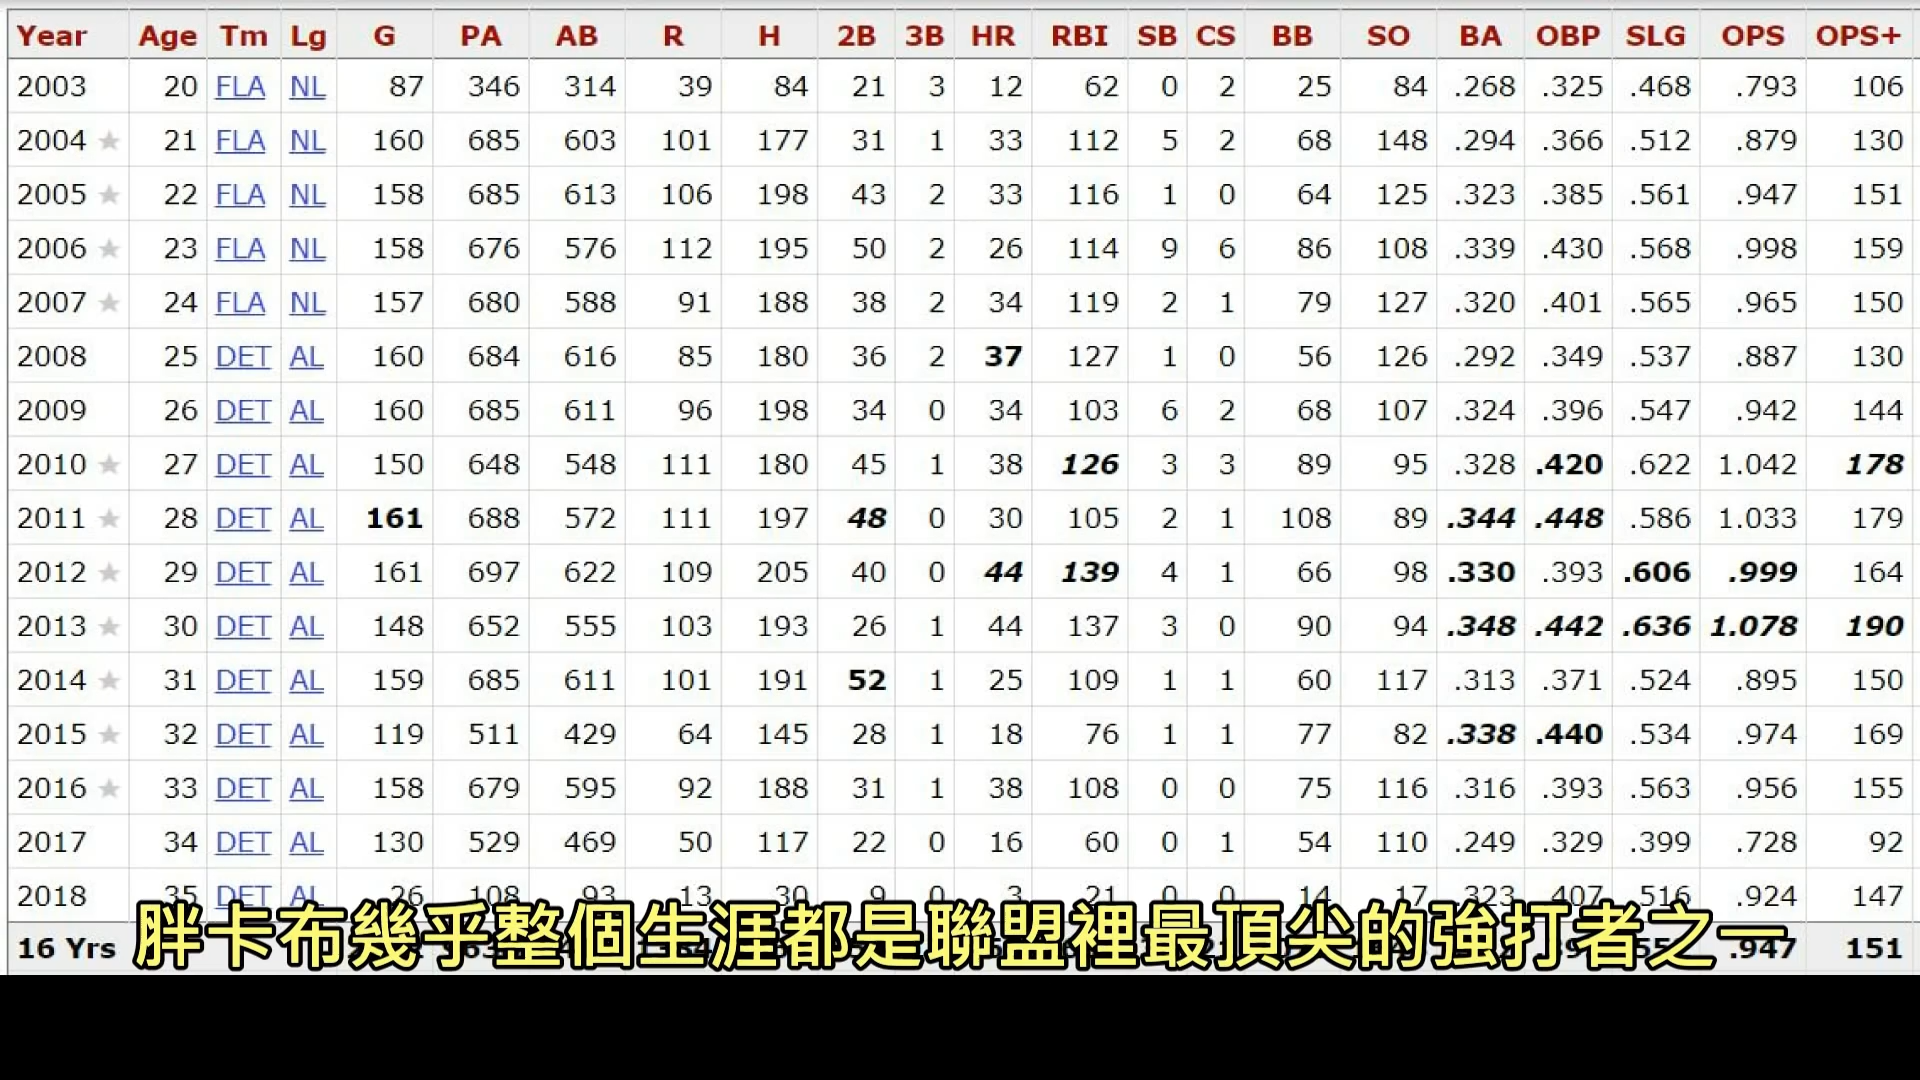 Year Age Tm Lg G PA AB R H 2B 3B HR RBI SB CS BB SO BA OBP SLG OPS OPS+
2003 20 FLA NL 87 346 314 39 84 21 3 12 62 0 2 25 84 .268 .325 .468 .793 106
2004 ★ 21 FLA NL 160 685 603 101 177 31 1 33 112 5 2 68 148 .294 .366 .512 .879 130
2005 ★ 22 FLA NL 158 685 613 106 198 43 2 33 116 1 0 64 125 .323 .385 .561 .947 151
2006 ★ 23 FLA NL 158 676 576 112 195 50 2 26 114 9 6 86 108 .339 .430 .568 .998 159
2007 ★ 24 FLA NL 157 680 588 91 188 38 2 34 119 2 1 79 127 .320 .401 .565 .965 150
2008 25 DET AL 160 684 616 85 180 36 2 37 127 1 0 56 126 .292 .349 .537 .887 130
2009 26 DET AL 160 685 611 96 198 34 0 34 103 6 2 68 107 .324 .396 .547 .942 144
2010 ★ 27 DET AL 150 648 548 111 180 45 1 38 126 3 3 89 95 .328 .420 .622 1.042 178
2011 ★ 28 DET AL 161 688 572 111 197 48 0 30 105 2 1 108 89 .344 .448 .586 1.033 179
2012 ★ 29 DET AL 161 697 622 109 205 40 0 44 139 4 1 66 98 .330 .393 .606 .999 164
2013 ★ 30 DET AL 148 652 555 103 193 26 1 44 137 3 0 90 94 .348 .442 .636 1.078 190
2014 ★ 31 DET AL 159 685 611 101 191 52 1 25 109 1 1 60 117 .313 .371 .524 .895 150
2015 ★ 32 DET AL 119 511 429 64 145 28 1 18 76 1 1 77 82 .338 .440 .534 .974 169
2016 ★ 33 DET AL 158 679 595 92 188 31 1 38 108 0 0 75 116 .316 .393 .563 .956 155
2017 34 DET AL 130 529 469 50 117 22 0 16 60 0 1 54 110 .249 .329 .399 .728 92
2018 35 DET AL 26 108 93 13 30 9 0 3 21 0 0 14 17 .323 .407 .516 .924 147
16 Yrs .947 151
胖卡布幾乎整個生涯都是聯盟裡最頂尖的強打者之一